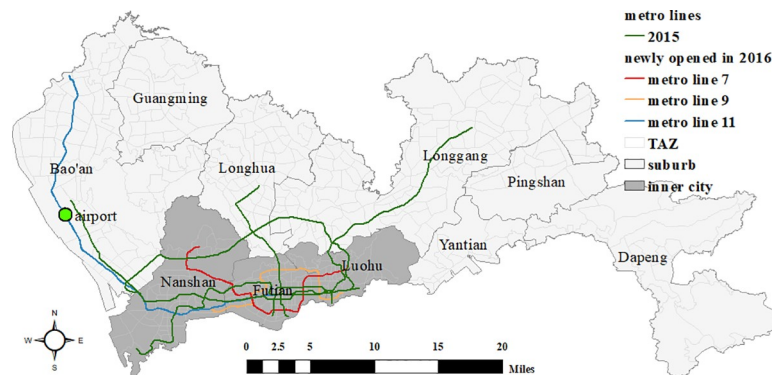 metro lines
2015
newly opened in 2016
metro line 7
metro line 9
metro line 11
TAZ
suburb
inner city
Guangming
Bao'an
Longhua
Longgang
Pingshan
airport
Yantian
Dapeng
Luohu
Nanshan
Futian
N
W E
S
0 2.5 5 10 15 20
Miles